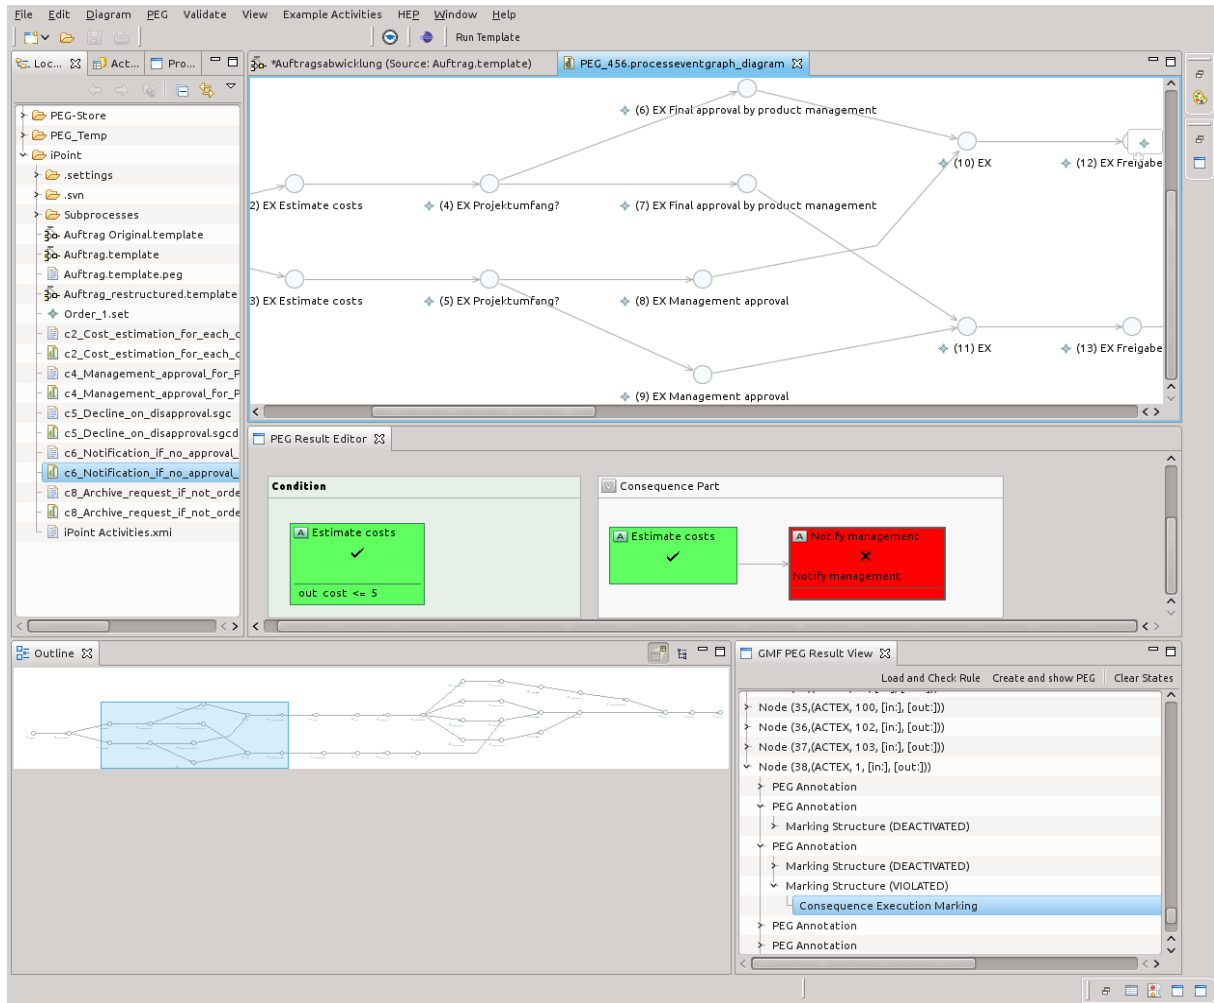 File Edit Diagram PEG Validate View Example Activities HEP Window Help
Run Template
Loc... Act... Pro...
*Auftragsabwicklung (Source: Auftrag.template) PEG_456.processeventgraph_diagram
PEG-Store
PEG_Temp
iPoint
.settings
.svn
Subprocesses
Auftrag Original.template
Auftrag.template
Auftrag.template.peg
Auftrag_restructured.template
Order_1.set
c2_Cost_estimation_for_each_c
c2_Cost_estimation_for_each_c
c4_Management_approval_for_P
c4_Management_approval_for_P
c5_Decline_on_disapproval.sgc
c5_Decline_on_disapproval.sgcd
c6_Notification_if_no_approval_
c6_Notification_if_no_approval_
c8_Archive_request_if_not_orde
c8_Archive_request_if_not_orde
iPoint Activities.xmi
(6) EX Final approval by product management
(10) EX (12) EX Freigabe
2) EX Estimate costs (4) EX Projektumfang? (7) EX Final approval by product management
3) EX Estimate costs (5) EX Projektumfang? (8) EX Management approval
(11) EX (13) EX Freigabe
(9) EX Management approval
PEG Result Editor
Condition Consequence Part
A Estimate costs
out cost <= 5
A Estimate costs
A Notify management
Notify management
Outline
GMF PEG Result View
Load and Check Rule Create and show PEG Clear States
Node (35,(ACTEX, 100, [in:], [out:]))
Node (36,(ACTEX, 102, [in:], [out:]))
Node (37,(ACTEX, 103, [in:], [out:]))
Node (38,(ACTEX, 1, [in:], [out:]))
PEG Annotation
PEG Annotation
Marking Structure (DEACTIVATED)
PEG Annotation
Marking Structure (DEACTIVATED)
Marking Structure (VIOLATED)
Consequence Execution Marking
PEG Annotation
PEG Annotation